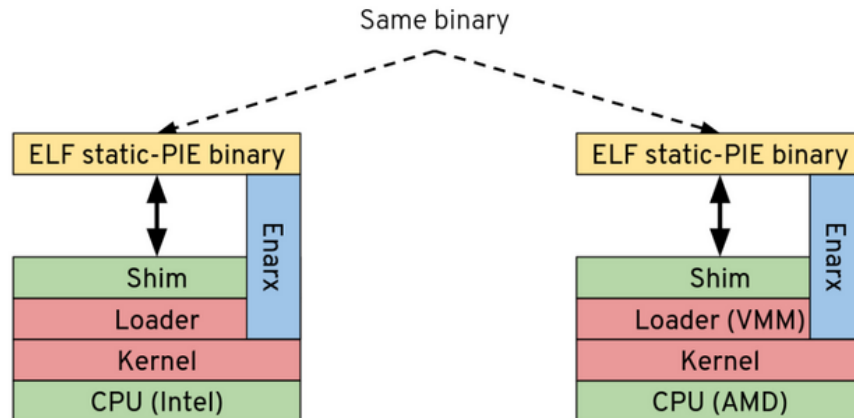 Same binary
ELF static-PIE binary
Enarx
Shim
Loader
Kernel
CPU (Intel)
ELF static-PIE binary
Enarx
Shim
Loader (VMM)
Kernel
CPU (AMD)